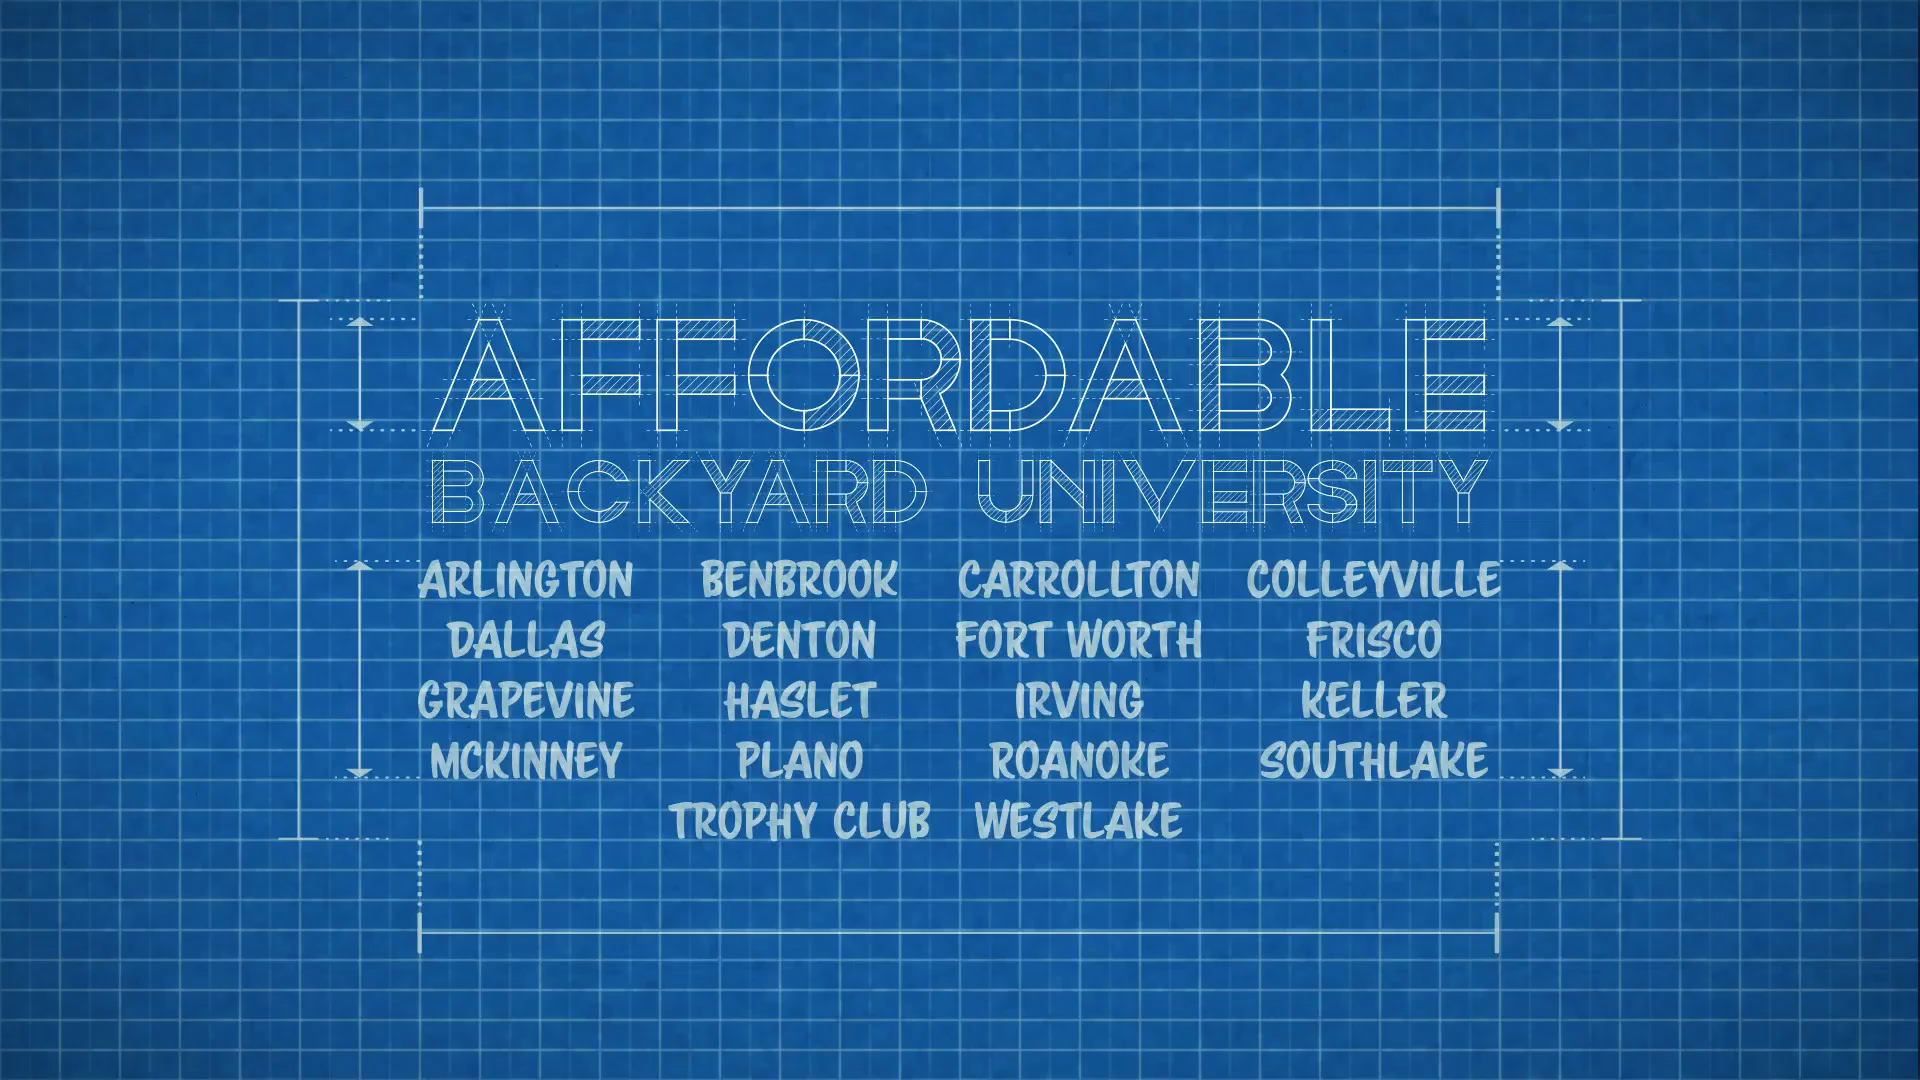 AFFORDABLE
BACKYARD UNIVERSITY
ARLINGTON BENBROOK CARROLLTON COLLEYVILLE
DALLAS DENTON FORT WORTH FRISCO
GRAPEVINE HASLET IRVING KELLER
MCKINNEY PLANO ROANOKE SOUTHLAKE
TROPHY CLUB WESTLAKE